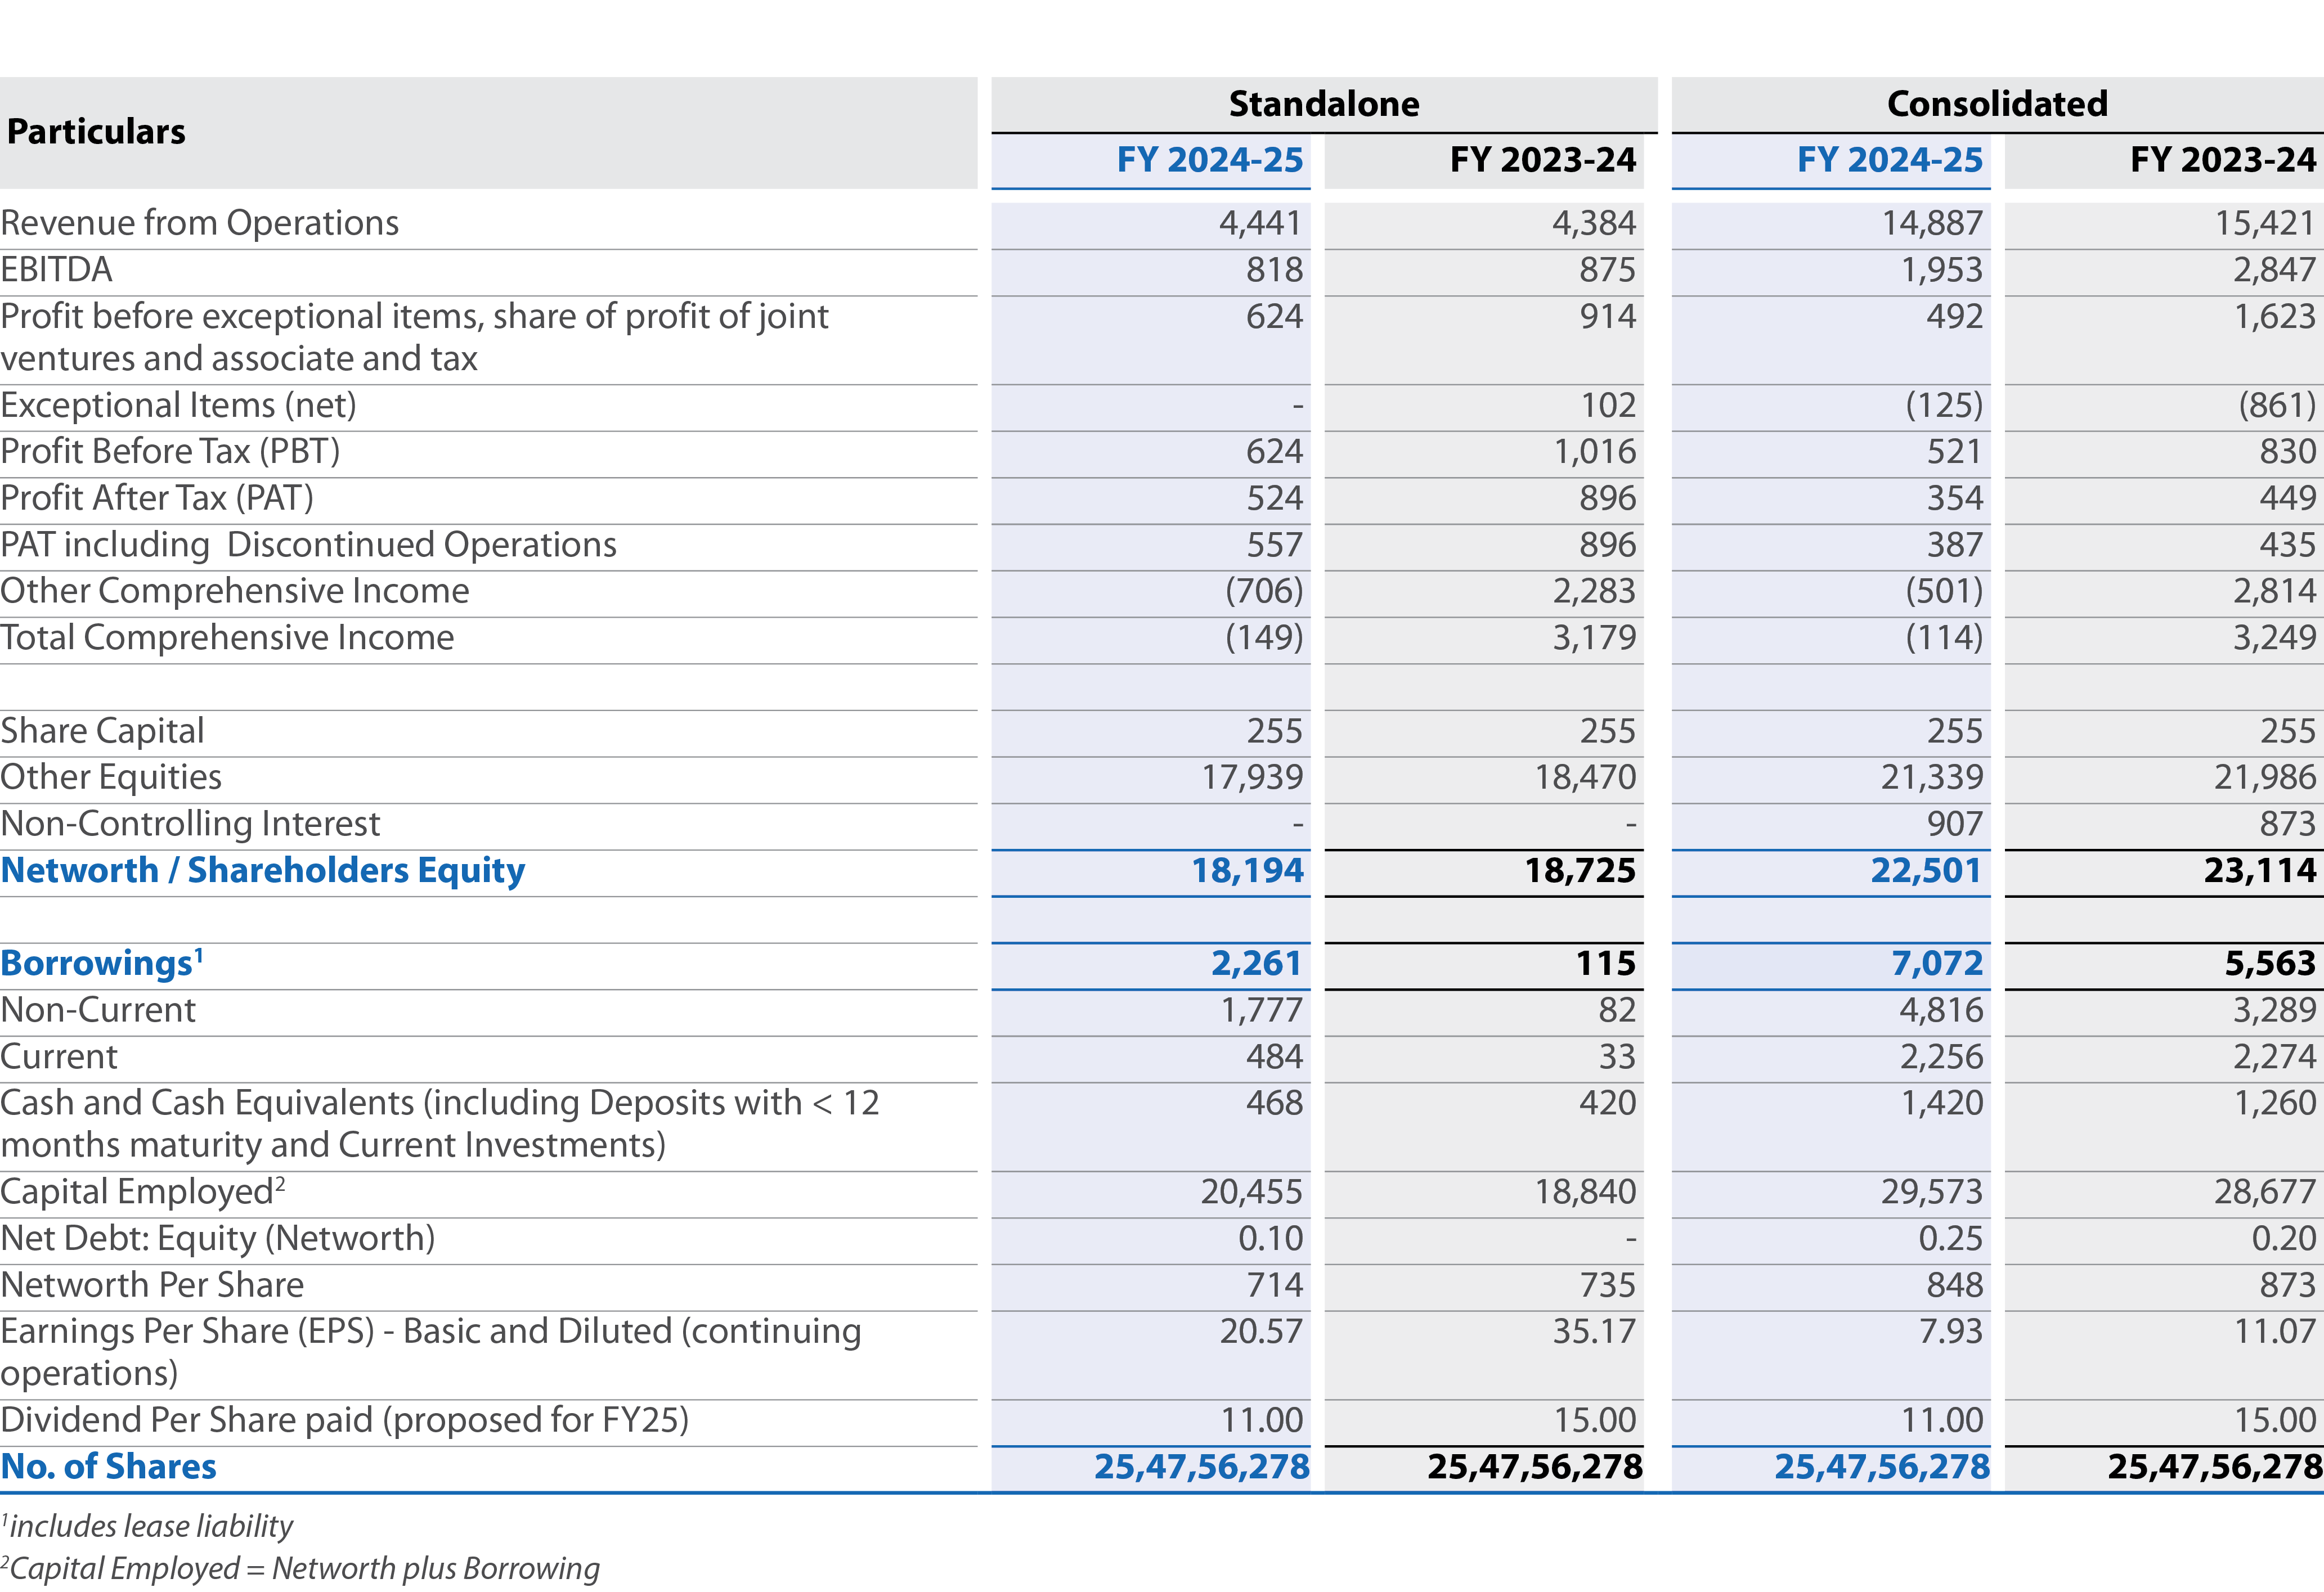 Particulars Standalone Consolidated
FY 2024-25 FY 2023-24 FY 2024-25 FY 2023-24
Revenue from Operations 4,441 4,384 14,887 15,421
EBITDA 818 875 1,953 2,847
Profit before exceptional items, share of profit of joint 624 914 492 1,623
ventures and associate and tax
Exceptional Items (net) - 102 (125) (861)
Profit Before Tax (PBT) 624 1,016 521 830
Profit After Tax (PAT) 524 896 354 449
PAT including Discontinued Operations 557 896 387 435
Other Comprehensive Income (706) 2,283 (501) 2,814
Total Comprehensive Income (149) 3,179 (114) 3,249
Share Capital 255 255 255 255
Other Equities 17,939 18,470 21,339 21,986
Non-Controlling Interest - - 907 873
Networth / Shareholders Equity 18,194 18,725 22,501 23,114
Borrowings¹ 2,261 115 7,072 5,563
Non-Current 1,777 82 4,816 3,289
Current 484 33 2,256 2,274
Cash and Cash Equivalents (including Deposits with < 12 468 420 1,420 1,260
months maturity and Current Investments)
Capital Employed² 20,455 18,840 29,573 28,677
Net Debt: Equity (Networth) 0.10 - 0.25 0.20
Networth Per Share 714 735 848 873
Earnings Per Share (EPS) - Basic and Diluted (continuing 20.57 35.17 7.93 11.07
operations)
Dividend Per Share paid (proposed for FY25) 11.00 15.00 11.00 15.00
No. of Shares 25,47,56,278 25,47,56,278 25,47,56,278 25,47,56,278
¹includes lease liability
²Capital Employed = Networth plus Borrowing